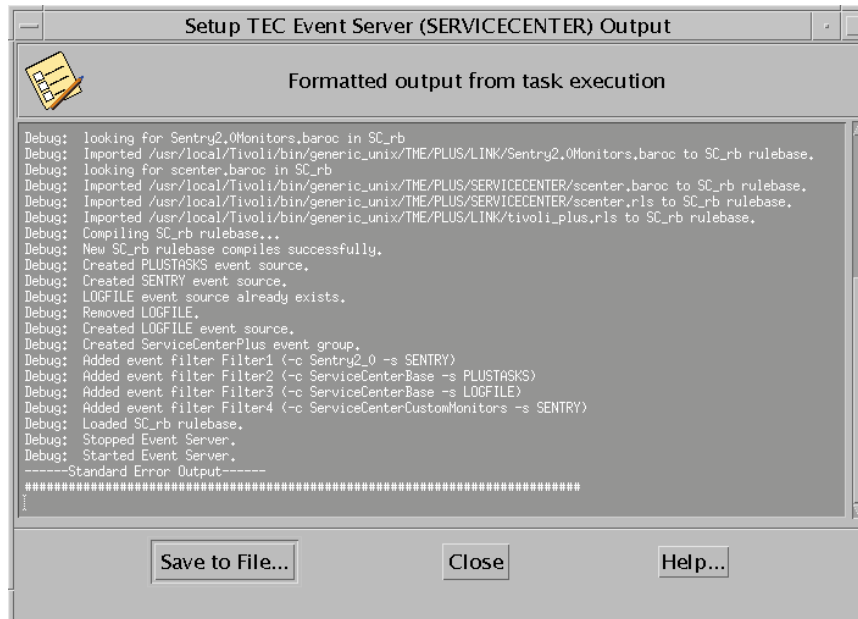 Setup TEC Event Server (SERVICECENTER) Output
Formatted output from task execution
Debug: looking for Sentry2.0Monitors.baroc in SC_rb
Debug: Imported /usr/local/Tivoli/bin/generic_unix/TME/PLUS/LINK/Sentry2.0Monitors.baroc to SC_rb rulebase.
Debug: looking for scenter.baroc in SC_rb
Debug: Imported /usr/local/Tivoli/bin/generic_unix/TME/PLUS/SERVICECENTER/scenter.baroc to SC_rb rulebase.
Debug: Imported /usr/local/Tivoli/bin/generic_unix/TME/PLUS/SERVICECENTER/scenter.rls to SC_rb rulebase.
Debug: Imported /usr/local/Tivoli/bin/generic_unix/TME/PLUS/LINK/tivoli_plus.rls to SC_rb rulebase.
Debug: Compiling SC_rb rulebase...
Debug: New SC_rb rulebase compiles successfully.
Debug: Created PLUSTASKS event source.
Debug: Created SENTRY event source.
Debug: LOGFILE event source already exists.
Debug: Removed LOGFILE.
Debug: Created LOGFILE event source.
Debug: Created ServiceCenterPlus event group.
Debug: Added event filter Filter1 (-c Sentry2_0 -s SENTRY)
Debug: Added event filter Filter2 (-c ServiceCenterBase -s PLUSTASKS)
Debug: Added event filter Filter3 (-c ServiceCenterBase -s LOGFILE)
Debug: Added event filter Filter4 (-c ServiceCenterCustomMonitors -s SENTRY)
Debug: Loaded SC_rb rulebase.
Debug: Stopped Event Server.
Debug: Started Event Server.
------Standard Error Output------
############################################################################
Save to File... Close Help...